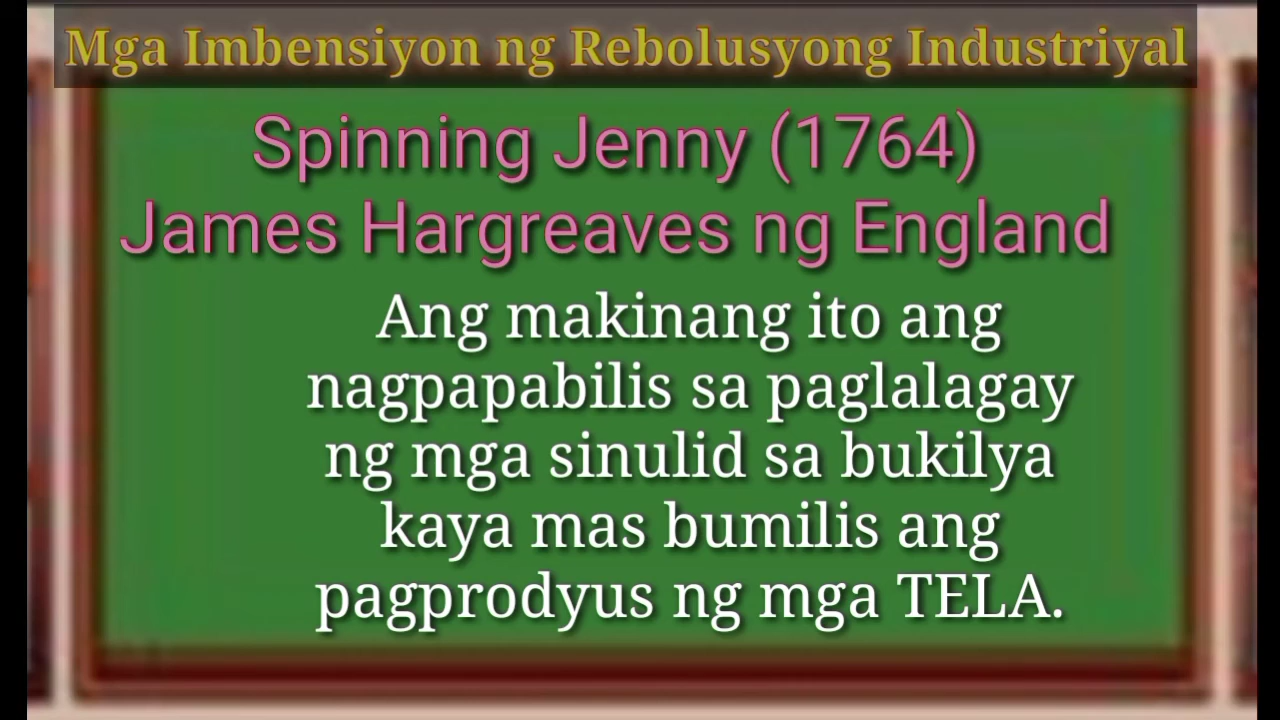 Mga Imbensiyon ng Rebolusyong Industriyal
Spinning Jenny (1764)
James Hargreaves ng England
Ang makinang ito ang
nagpapabilis sa paglalagay
ng mga sinulid sa bukilya
kaya mas bumilis ang
pagprodyus ng mga TELA.